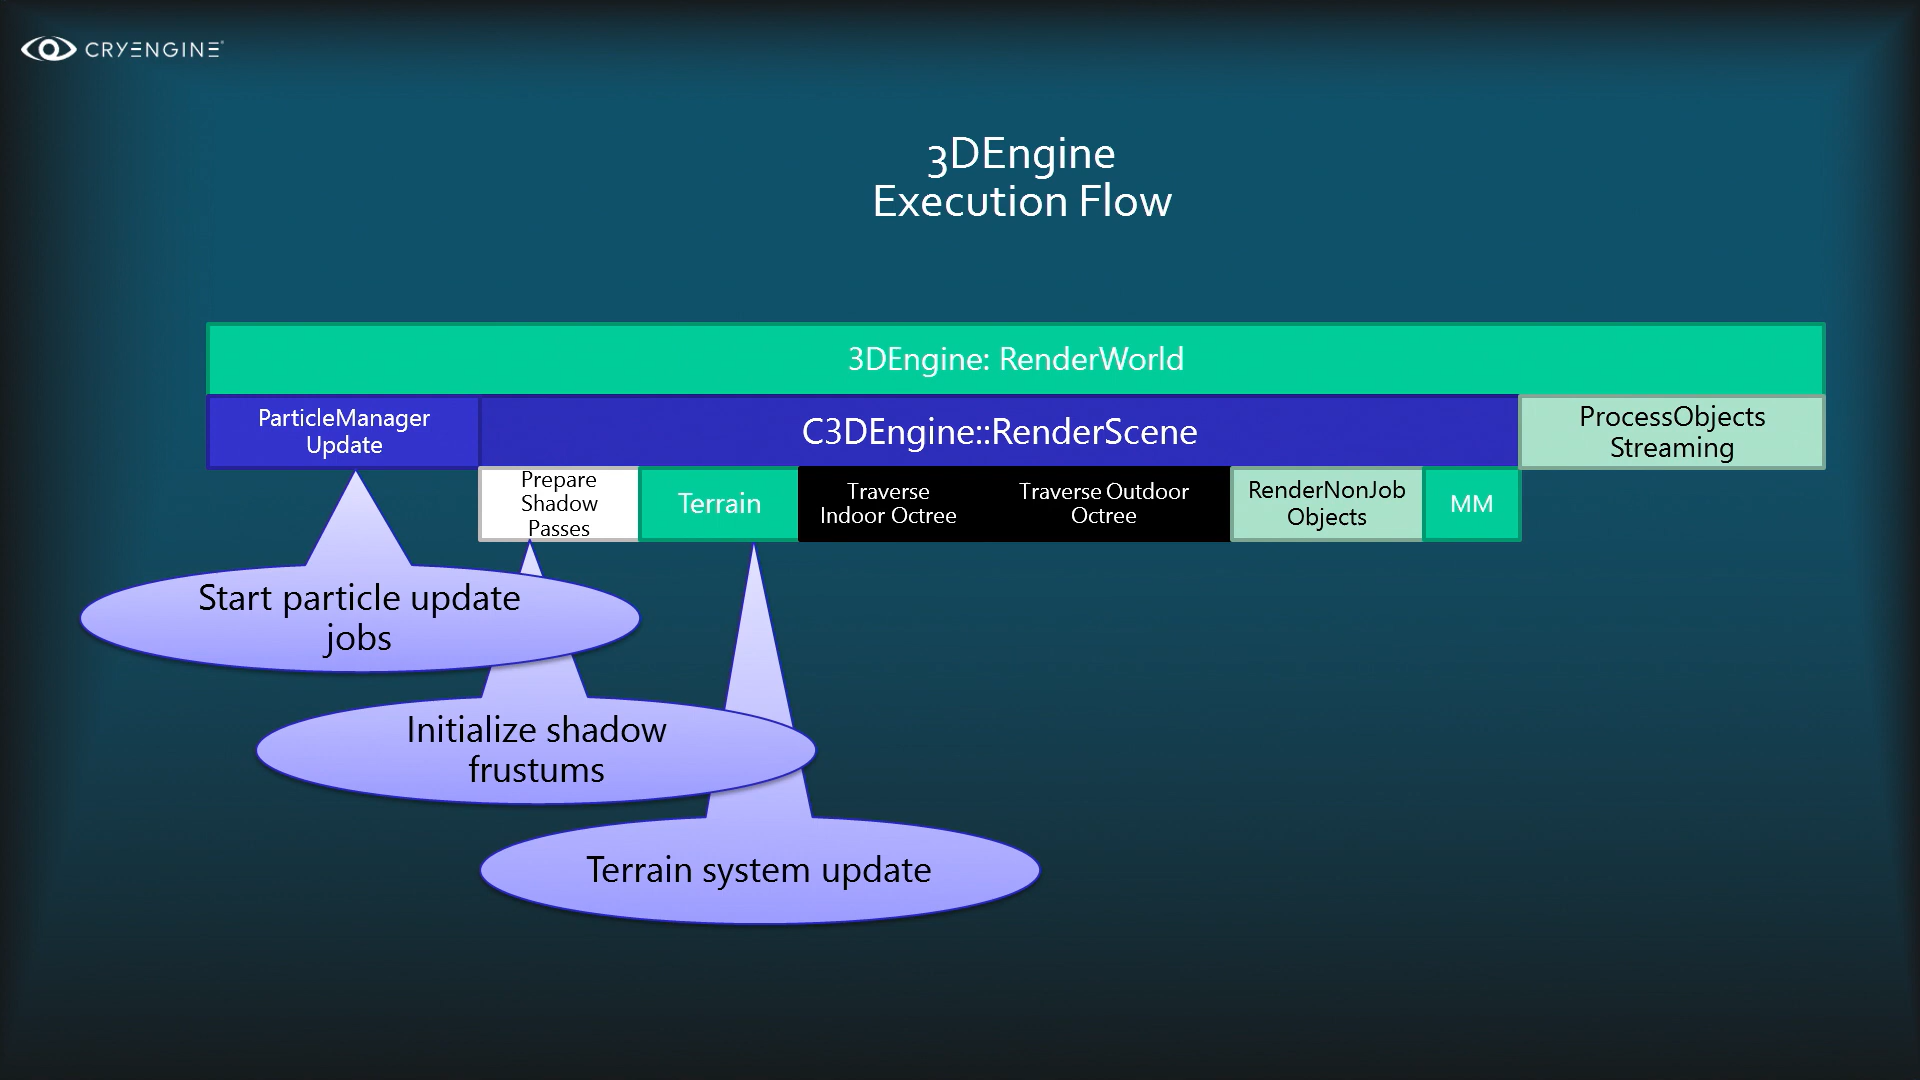 CRYENGINE
3DEngine
Execution Flow
3DEngine: RenderWorld
ParticleManager
Update
C3DEngine::RenderScene
ProcessObjects
Streaming
Prepare
Shadow
Passes
Terrain
Traverse
Indoor Octree
Traverse Outdoor
Octree
RenderNonJob
Objects
MM
Start particle update
jobs
Initialize shadow
frustums
Terrain system update